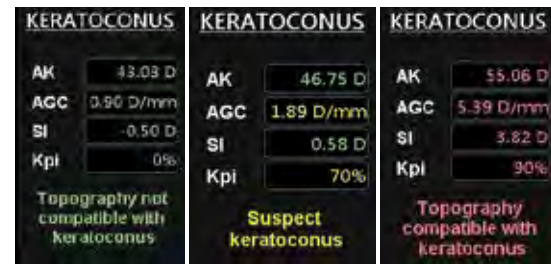 KERATOCONUS
AK 43.03 D
AGC 0.90 D/mm
SI -0.50 D
Kpi 0%
Topography not
compatible with
keratoconus
KERATOCONUS
AK 46.75 D
AGC 1.89 D/mm
SI 0.58 D
Kpi 70%
Suspect
keratoconus
KERATOCONUS
AK 55.06 D
AGC 5.39 D/mm
SI 3.82 D
Kpi 90%
Topography
compatible with
keratoconus